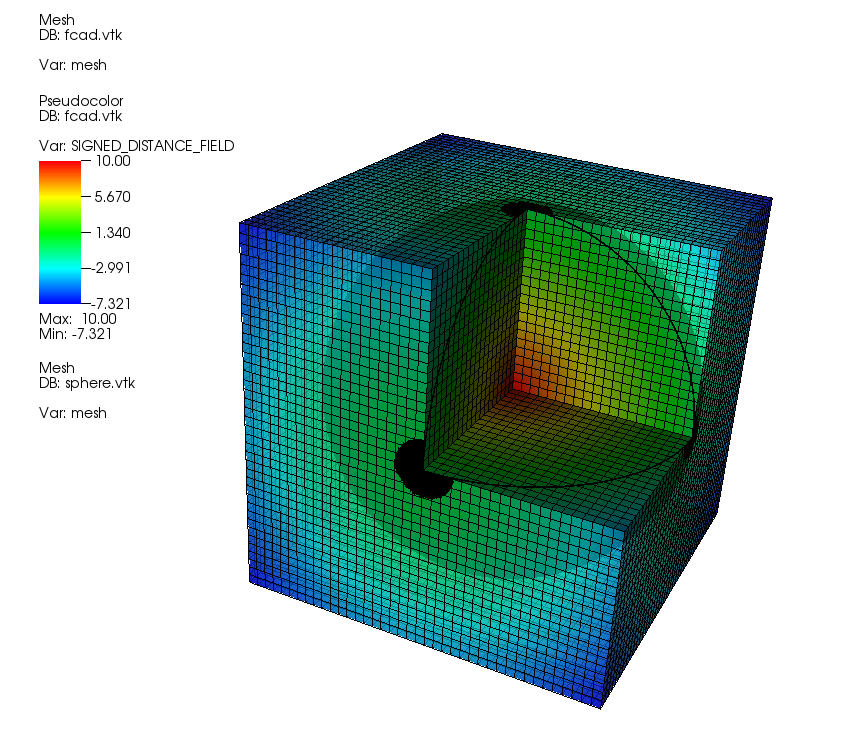 Mesh
DB: fcad.vtk
Var: mesh
Pseudocolor
DB: fcad.vtk
Var: SIGNED_DISTANCE_FIELD
10.00
5.670
1.340
-2.991
-7.321
Max: 10.00
Min: -7.321
Mesh
DB: sphere.vtk
Var: mesh